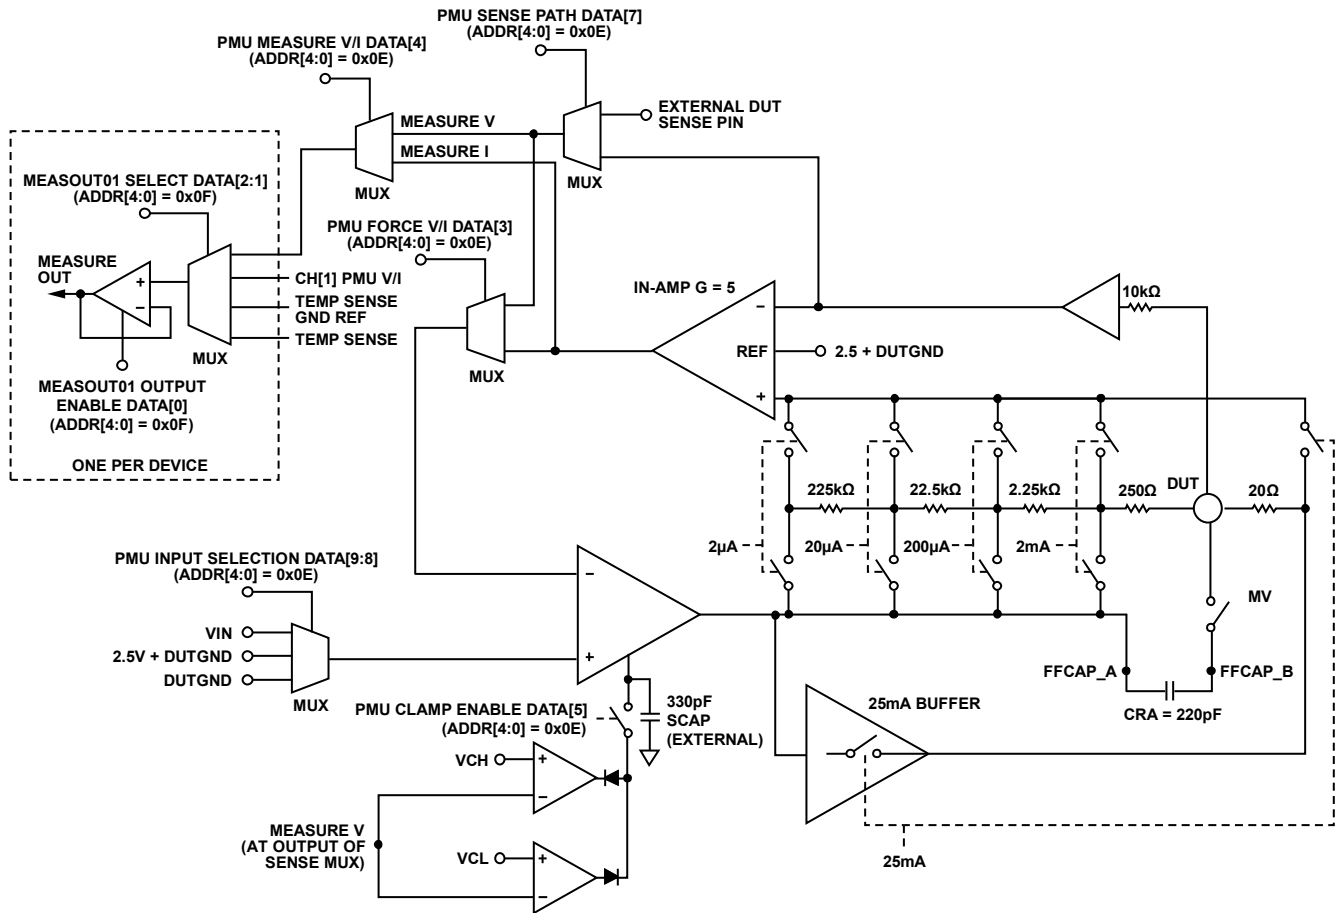 PMU SENSE PATH DATA[7]
(ADDR[4:0] = 0x0E)
PMU MEASURE V/I DATA[4]
(ADDR[4:0] = 0x0E)
EXTERNAL DUT
SENSE PIN
MEASURE V
MEASURE I
MUX
MUX
MEASOUT01 SELECT DATA[2:1]
(ADDR[4:0] = 0x0F)
PMU FORCE V/I DATA[3]
(ADDR[4:0] = 0x0E)
MEASURE
OUT
+
−
CH[1] PMU V/I
TEMP SENSE
GND REF
TEMP SENSE
MUX
MUX
MEASOUT01 OUTPUT
ENABLE DATA[0]
(ADDR[4:0] = 0x0F)
ONE PER DEVICE
IN-AMP G = 5
−
REF
+
2.5 + DUTGND
10kΩ
225kΩ
22.5kΩ
2.25kΩ
250Ω
DUT
20Ω
2µA
20µA
200µA
2mA
MV
PMU INPUT SELECTION DATA[9:8]
(ADDR[4:0] = 0x0E)
VIN
2.5V + DUTGND
DUTGND
MUX
−
+
FFCAP_A
FFCAP_B
CRA = 220pF
PMU CLAMP ENABLE DATA[5]
(ADDR[4:0] = 0x0E)
330pF
SCAP
(EXTERNAL)
25mA BUFFER
VCH
+
−
MEASURE V
(AT OUTPUT OF
SENSE MUX)
VCL
+
−
25mA